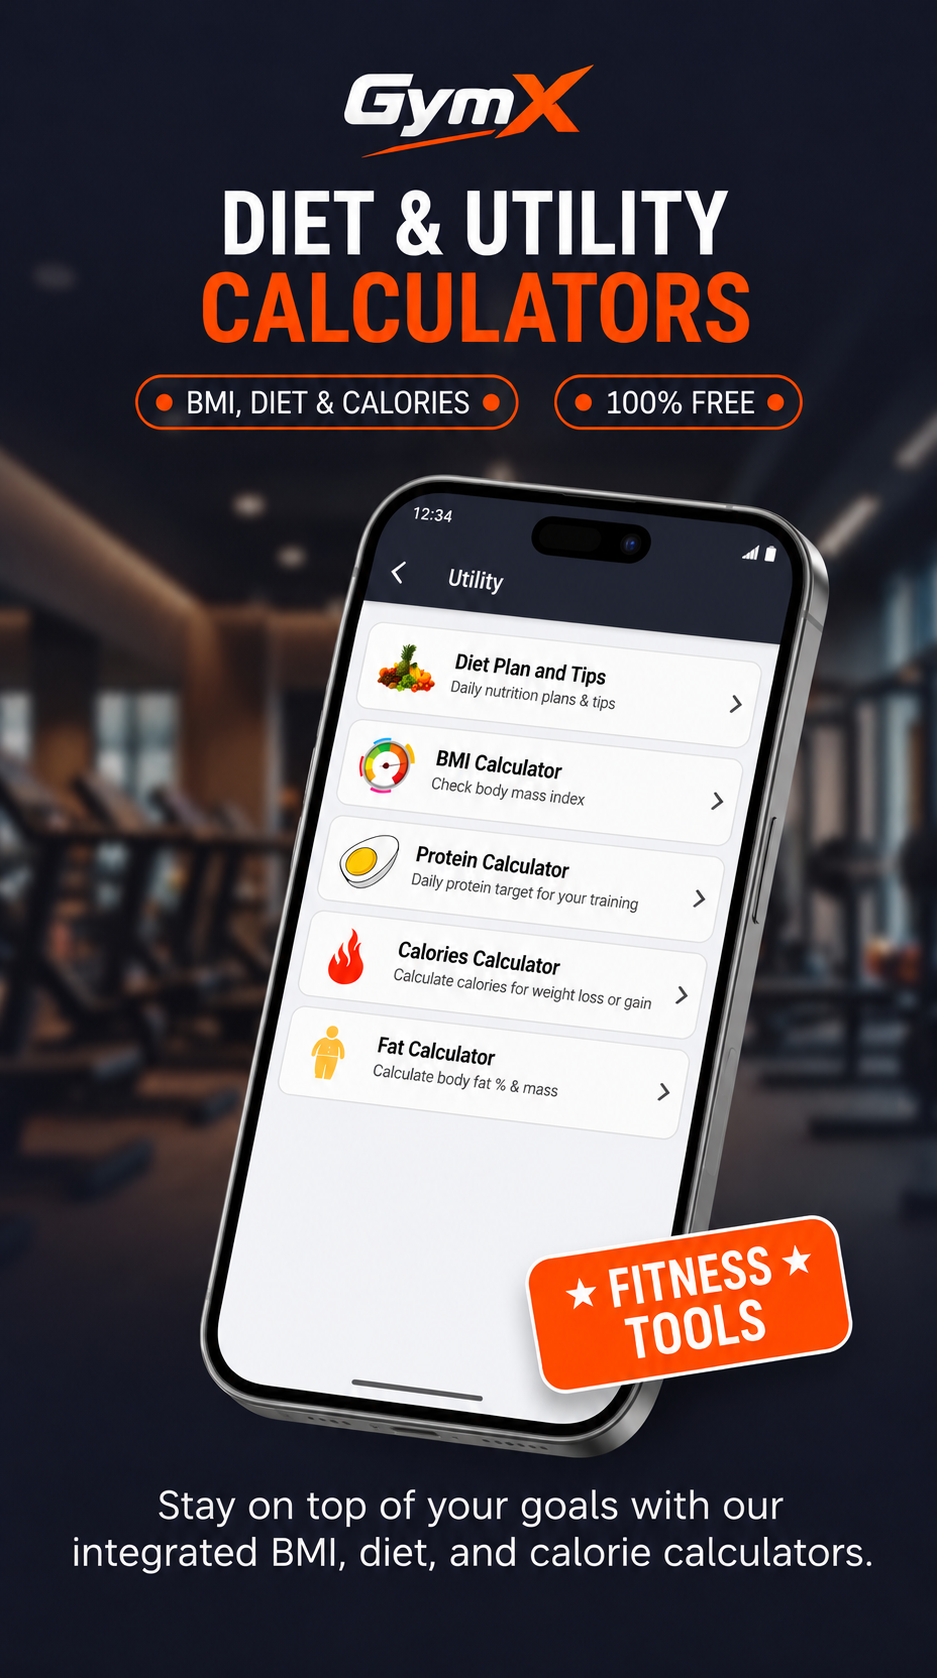 GymX
DIET & UTILITY
CALCULATORS
BMI, DIET & CALORIES
100% FREE
12:34
Utility
Diet Plan and Tips
Daily nutrition plans & tips
BMI Calculator
Check body mass index
Protein Calculator
Daily protein target for your training
Calories Calculator
Calculate calories for weight loss or gain
Fat Calculator
Calculate body fat % & mass
★ FITNESS ★
TOOLS
Stay on top of your goals with our
integrated BMI, diet, and calorie calculators.